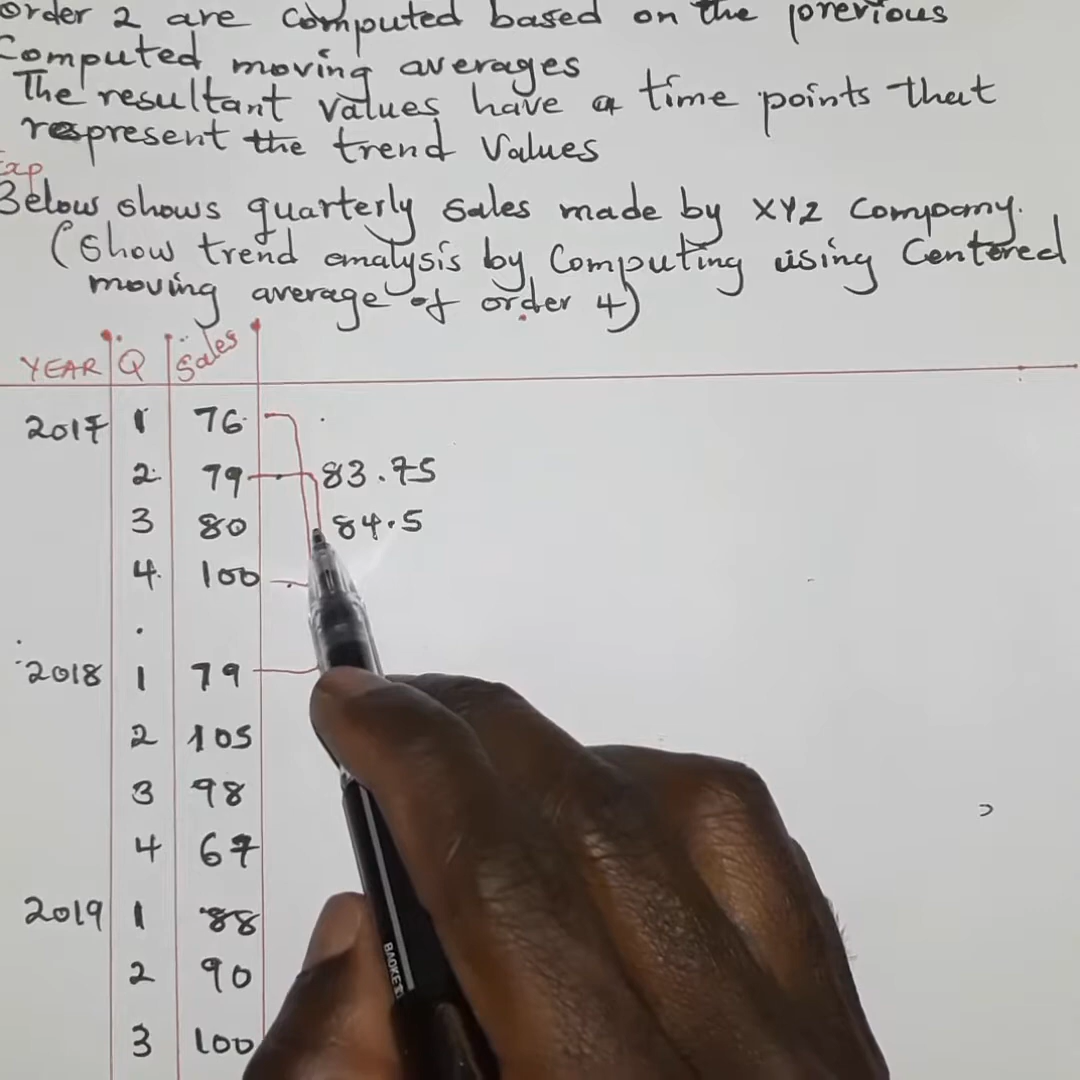 order 2 are computed based on the previous
computed moving averages
The resultant values have a time points that
represent the trend values
Exp
Below shows quarterly sales made by XYZ Company.
(Show trend analysis by Computing using Centered
moving average of order 4)
YEAR Q Sales
2017 1 76
2 79 83.75
3 80 84.5
4 100
2018 1 79
2 105
3 98
4 67
2019 1 88
2 90
3 100
BAOKE